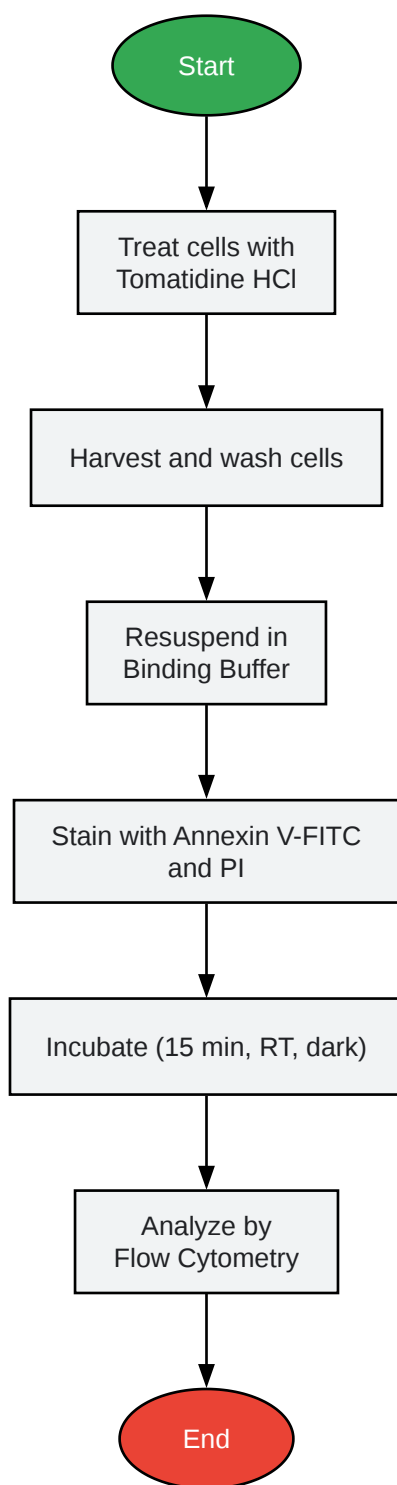 Start
Treat cells with
Tomatidine HCl
Harvest and wash cells
Resuspend in
Binding Buffer
Stain with Annexin V-FITC
and PI
Incubate (15 min, RT, dark)
Analyze by
Flow Cytometry
End